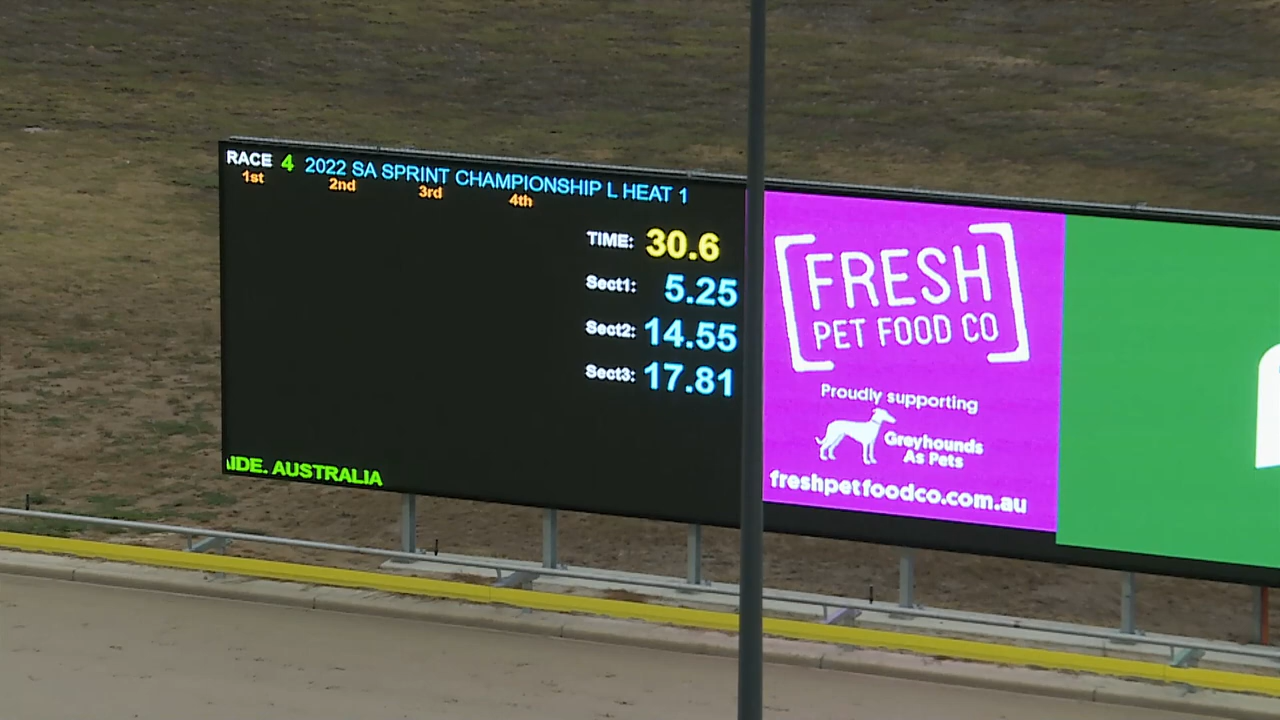 RACE 4 2022 SA SPRINT CHAMPIONSHIP L HEAT 1
1st 2nd 3rd 4th
TIME: 30.6
Sect1: 5.25
Sect2: 14.55
Sect3: 17.81
IDE. AUSTRALIA
FRESH
PET FOOD CO
Proudly supporting
Greyhounds
As Pets
freshpetfoodco.com.au